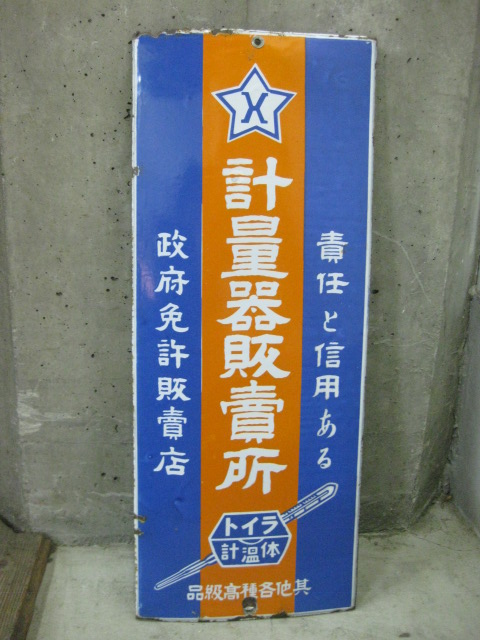 責任と信用ある
計量器販賣所
政府免許販賣店
トイラ
計温体
品級高種各他其